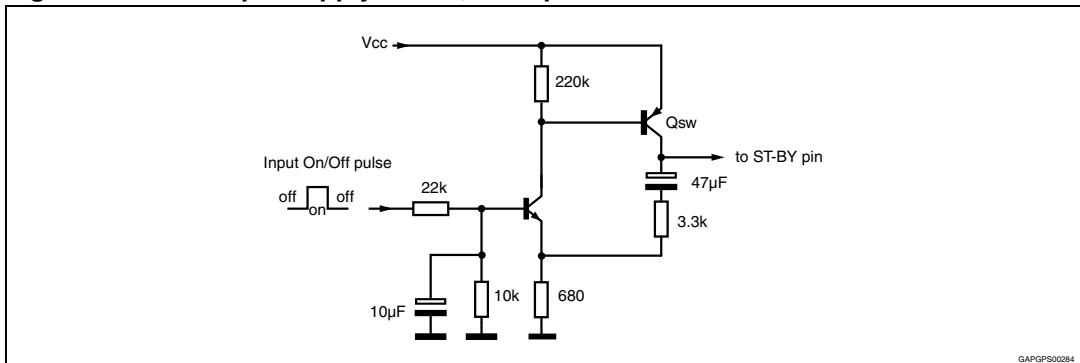 Vcc
220k
Qsw
to ST-BY pin
Input On/Off pulse
47µF
22k
off on off
3.3k
10µF
10k
680
GAPGPS00284